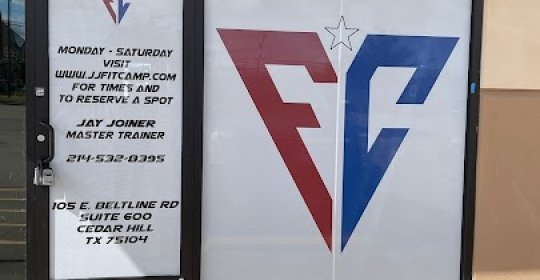 MONDAY - SATURDAY
VISIT
WWW.JJFITCAMP.COM
FOR TIMES AND
TO RESERVE A SPOT
JAY JOINER
MASTER TRAINER
214-532-8395
105 E. BELTLINE RD
SUITE 600
CEDAR HILL
TX 75104
FC